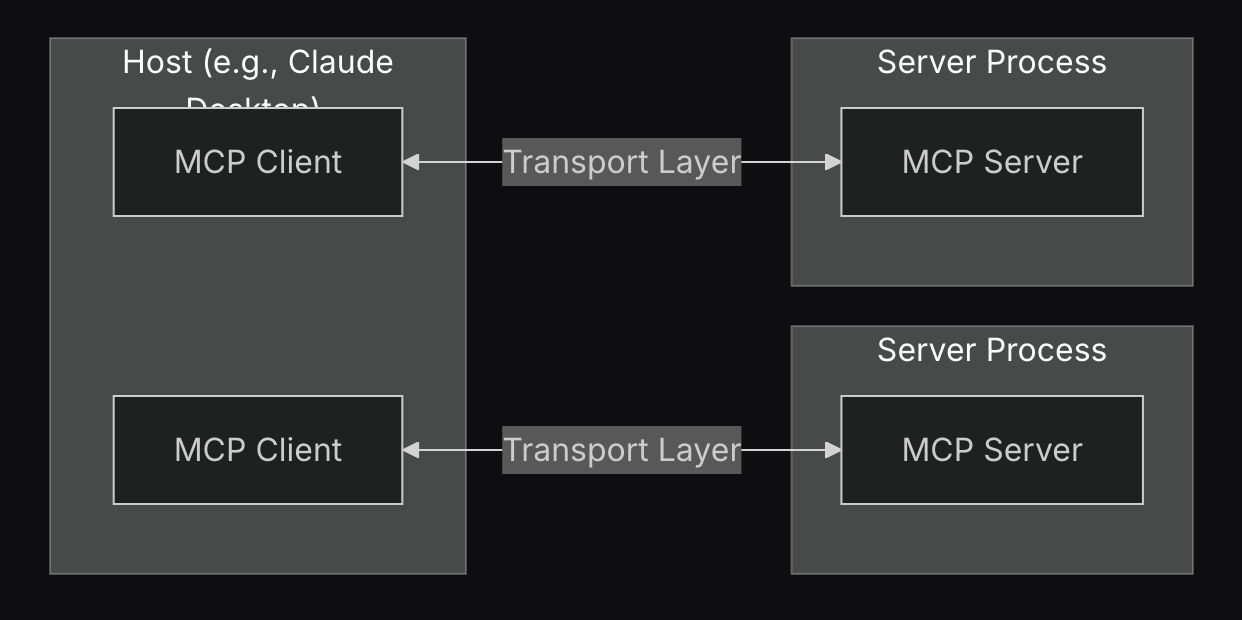 Host (e.g., Claude
Desktop)
Server Process
MCP Client
Transport Layer
MCP Server
Server Process
MCP Client
Transport Layer
MCP Server